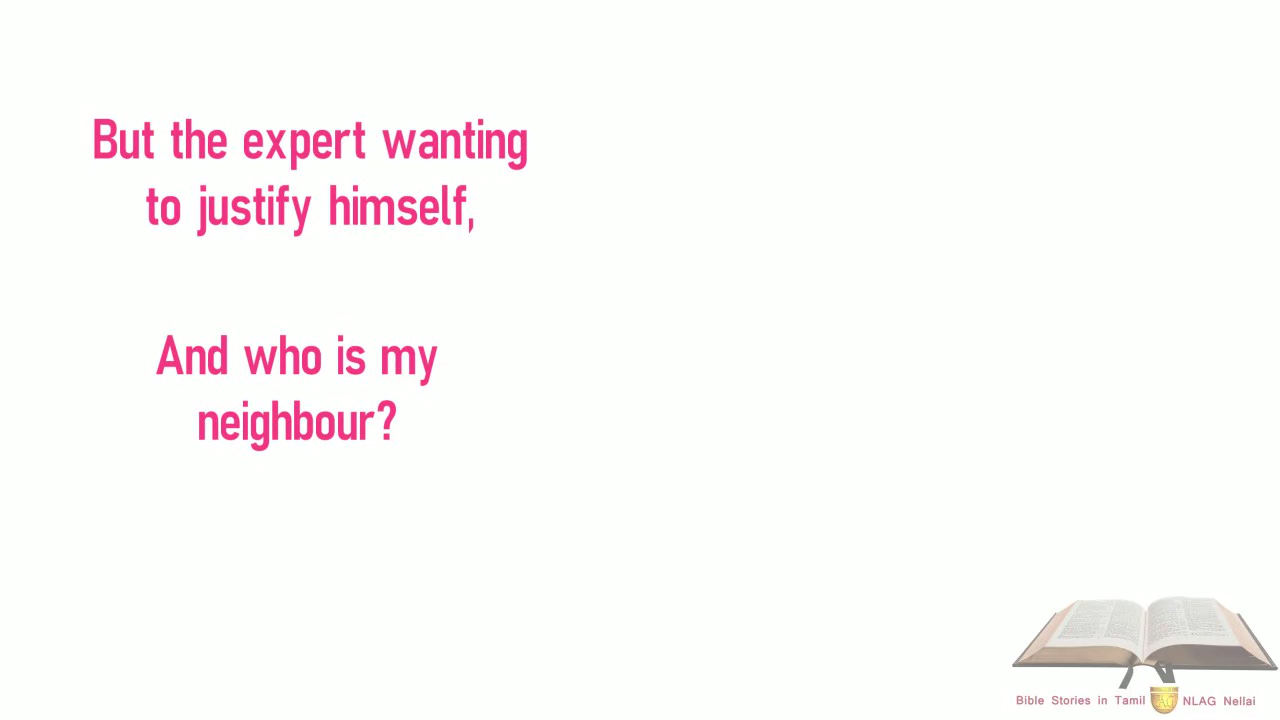 But the expert wanting
to justify himself,
And who is my
neighbour?
Bible Stories in Tamil NLAG Nellai